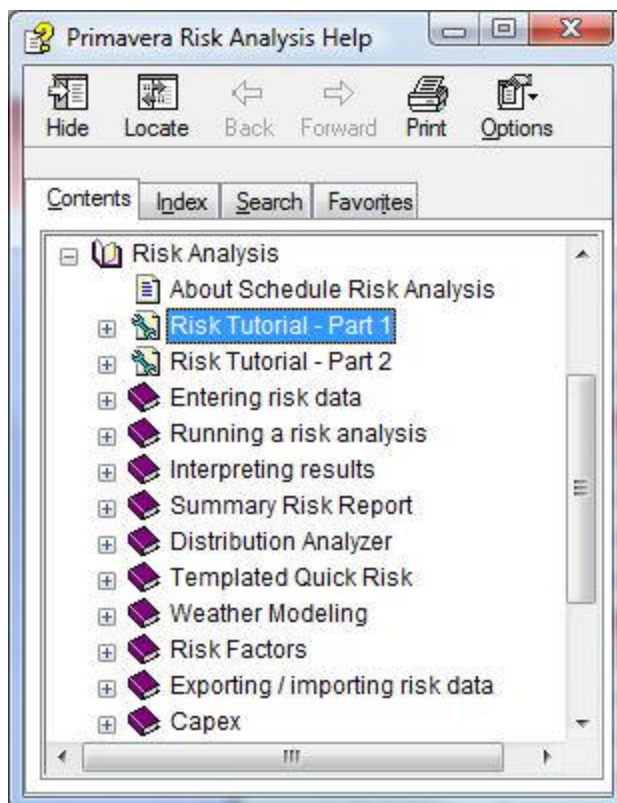 Primavera Risk Analysis Help
Hide Locate Back Forward Print Options
Contents Index Search Favorites
Risk Analysis
About Schedule Risk Analysis
Risk Tutorial - Part 1
Risk Tutorial - Part 2
Entering risk data
Running a risk analysis
Interpreting results
Summary Risk Report
Distribution Analyzer
Templated Quick Risk
Weather Modeling
Risk Factors
Exporting / importing risk data
Capex